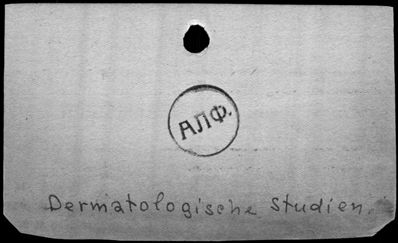 АЛФ.
Dermatologische Studien.